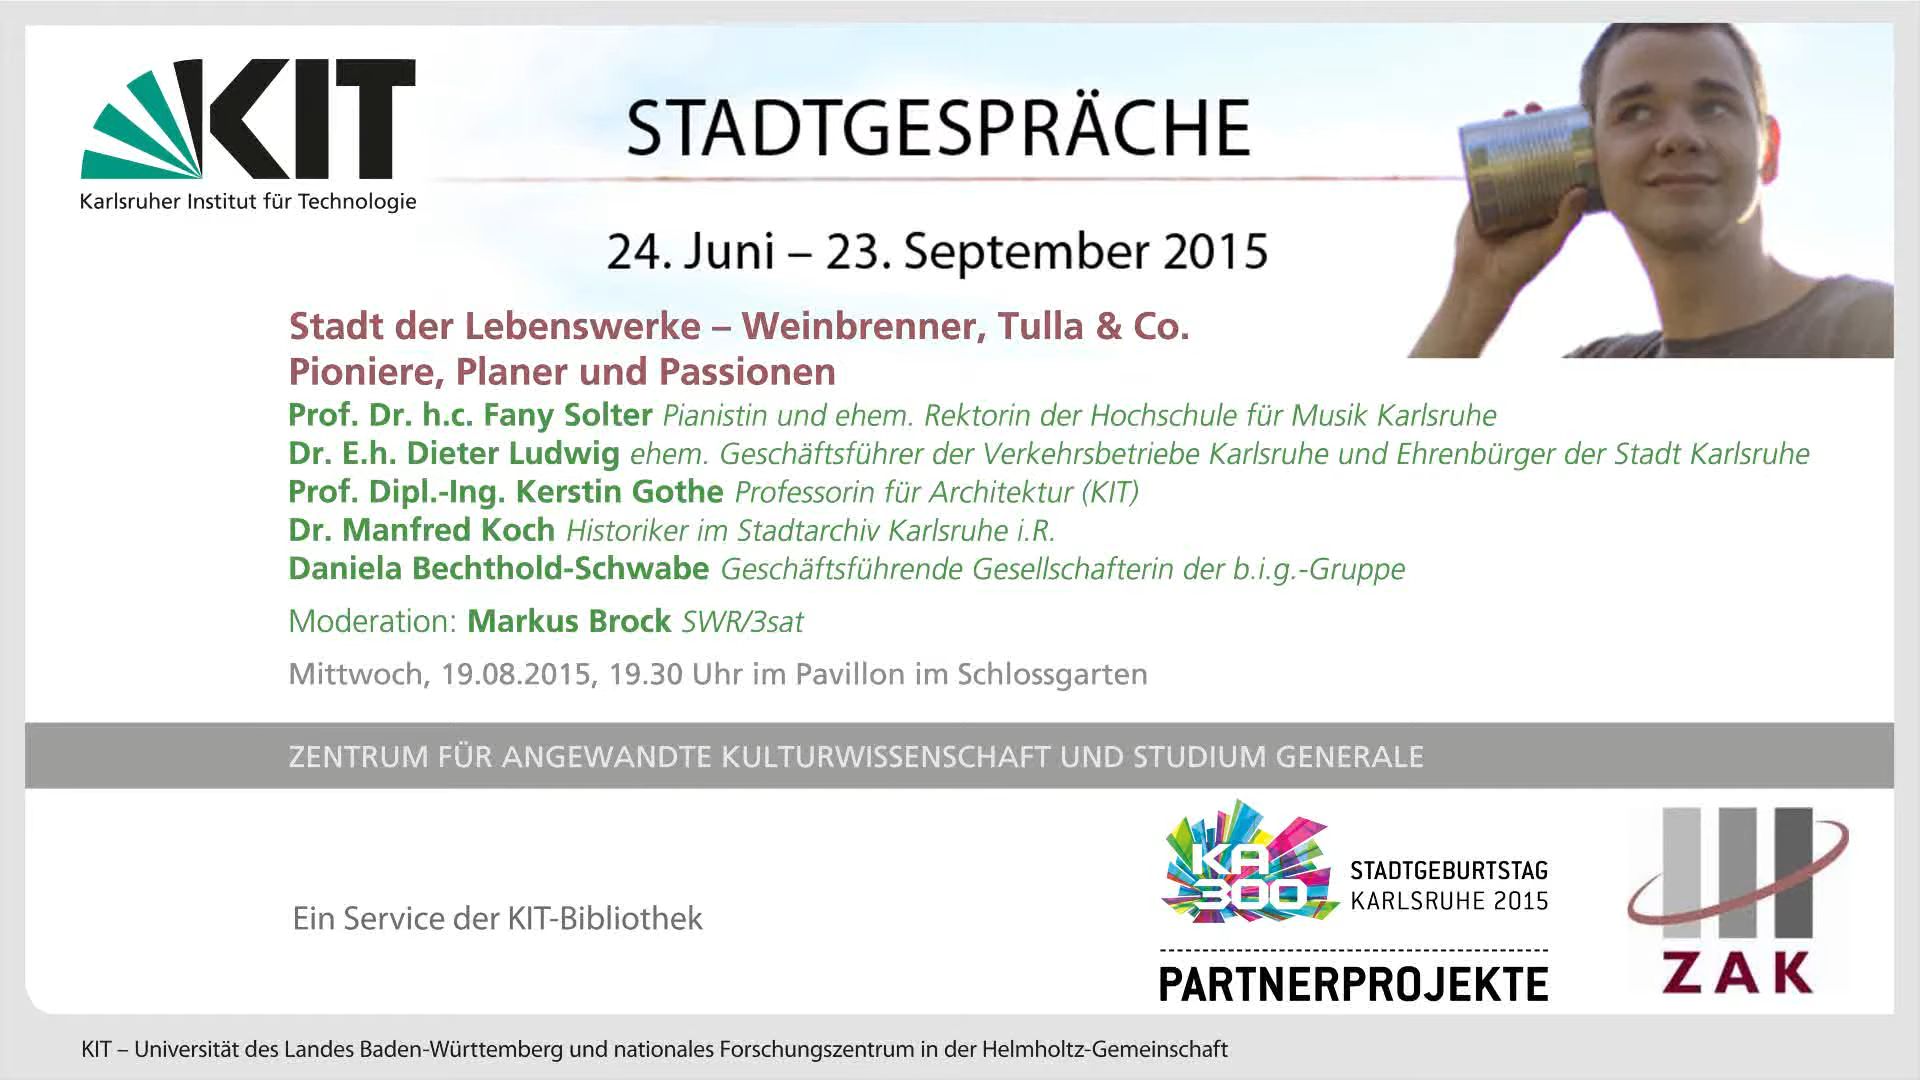 KIT
Karlsruher Institut für Technologie
STADTGESPRÄCHE
24. Juni – 23. September 2015
Stadt der Lebenswerke – Weinbrenner, Tulla & Co.
Pioniere, Planer und Passionen
Prof. Dr. h.c. Fany Solter Pianistin und ehem. Rektorin der Hochschule für Musik Karlsruhe
Dr. E.h. Dieter Ludwig ehem. Geschäftsführer der Verkehrsbetriebe Karlsruhe und Ehrenbürger der Stadt Karlsruhe
Prof. Dipl.-Ing. Kerstin Gothe Professorin für Architektur (KIT)
Dr. Manfred Koch Historiker im Stadtarchiv Karlsruhe i.R.
Daniela Bechthold-Schwabe Geschäftsführende Gesellschafterin der b.i.g.-Gruppe
Moderation: Markus Brock SWR/3sat
Mittwoch, 19.08.2015, 19.30 Uhr im Pavillon im Schlossgarten
ZENTRUM FÜR ANGEWANDTE KULTURWISSENSCHAFT UND STUDIUM GENERALE
Ein Service der KIT-Bibliothek
KA
300
STADTGEBURTSTAG
KARLSRUHE 2015
PARTNERPROJEKTE
ZAK
KIT – Universität des Landes Baden-Württemberg und nationales Forschungszentrum in der Helmholtz-Gemeinschaft